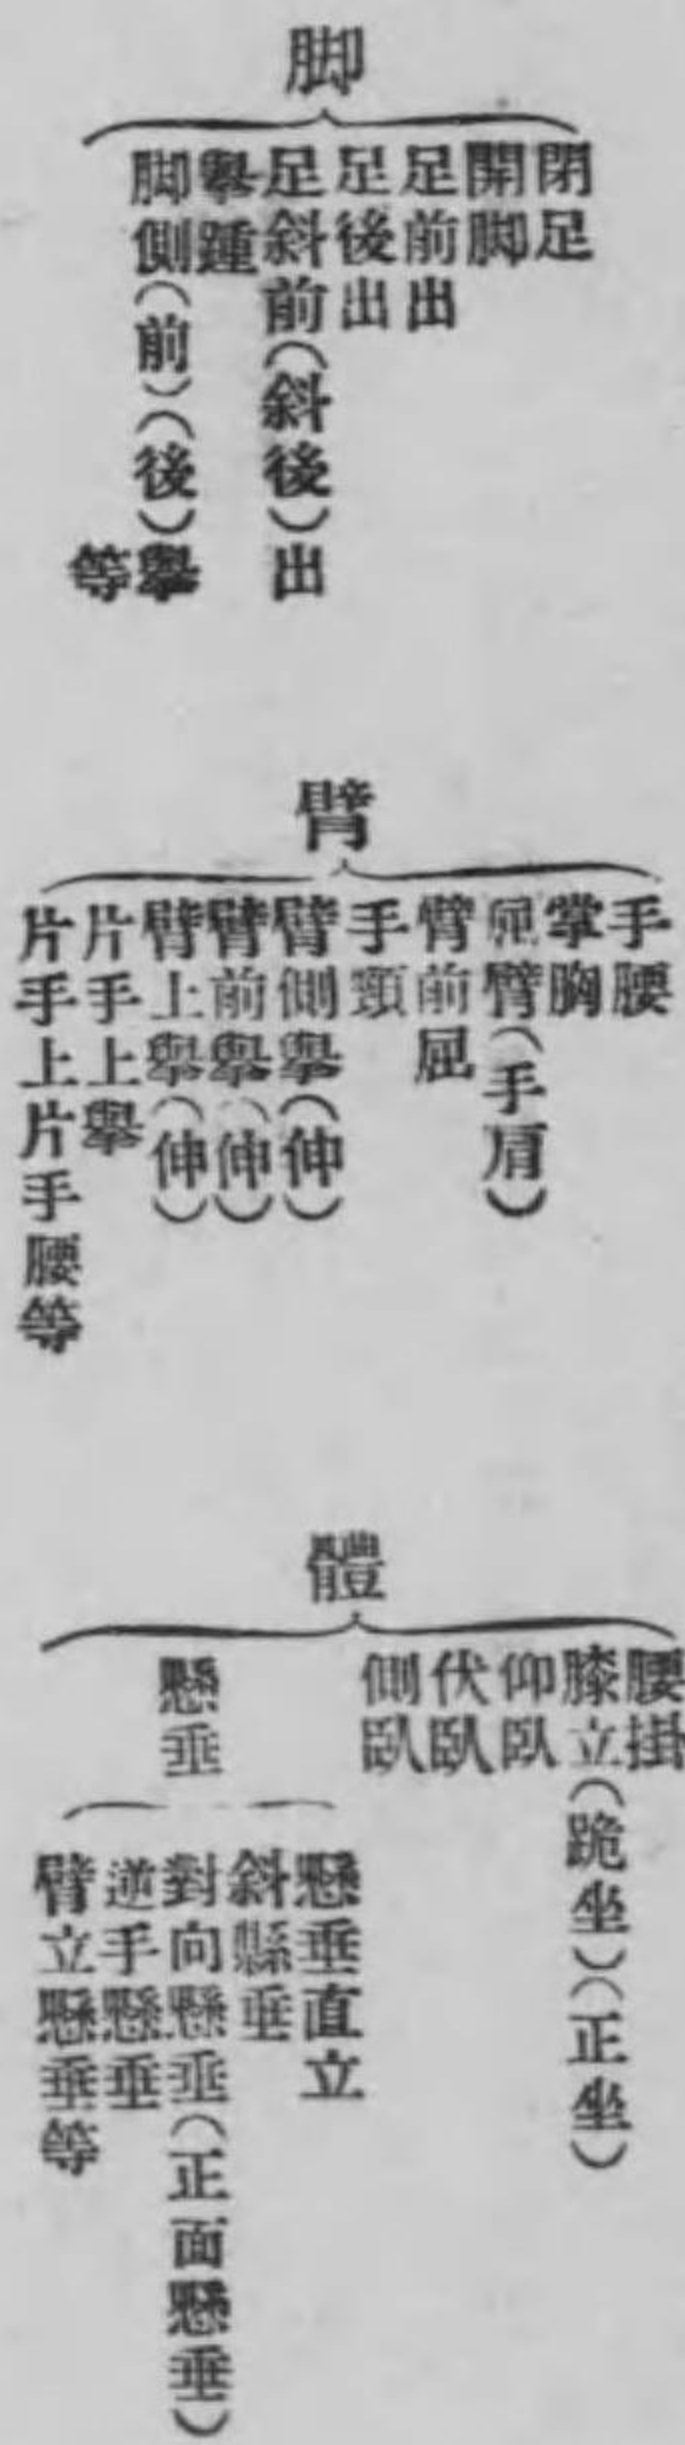 脚
閉足
開脚
足前出
足後出
足斜前(斜後)出
擧踵
脚側(前)(後)擧
等
臂
手腰
掌胸
屈臂(手肩)
臂前屈
手頸
臂側擧(伸)
臂前擧(伸)
臂上擧(伸)
片手上擧
片手上片手腰等
體
腰掛
膝立(跪坐)(正坐)
仰臥
伏臥
側臥
懸垂
懸垂直立
斜懸垂
對向懸垂(正面懸垂)
逆手懸垂
臂立懸垂等